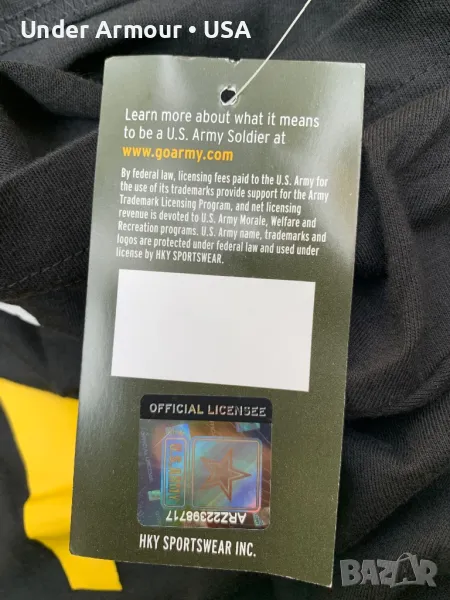 Under Armour • USA
Learn more about what it means
to be a U.S. Army Soldier at
www.goarmy.com
By federal law, licensing fees paid to the U.S. Army for
the use of its trademarks provide support for the Army
Trademark Licensing Program, and net licensing
revenue is devoted to U.S. Army Morale, Welfare and
Recreation programs. U.S. Army name, trademarks and
logos are protected under federal law and used under
license by HKY SPORTSWEAR.
OFFICIAL LICENSEE
ARZ22398717
HKY SPORTSWEAR INC.
BAZAR